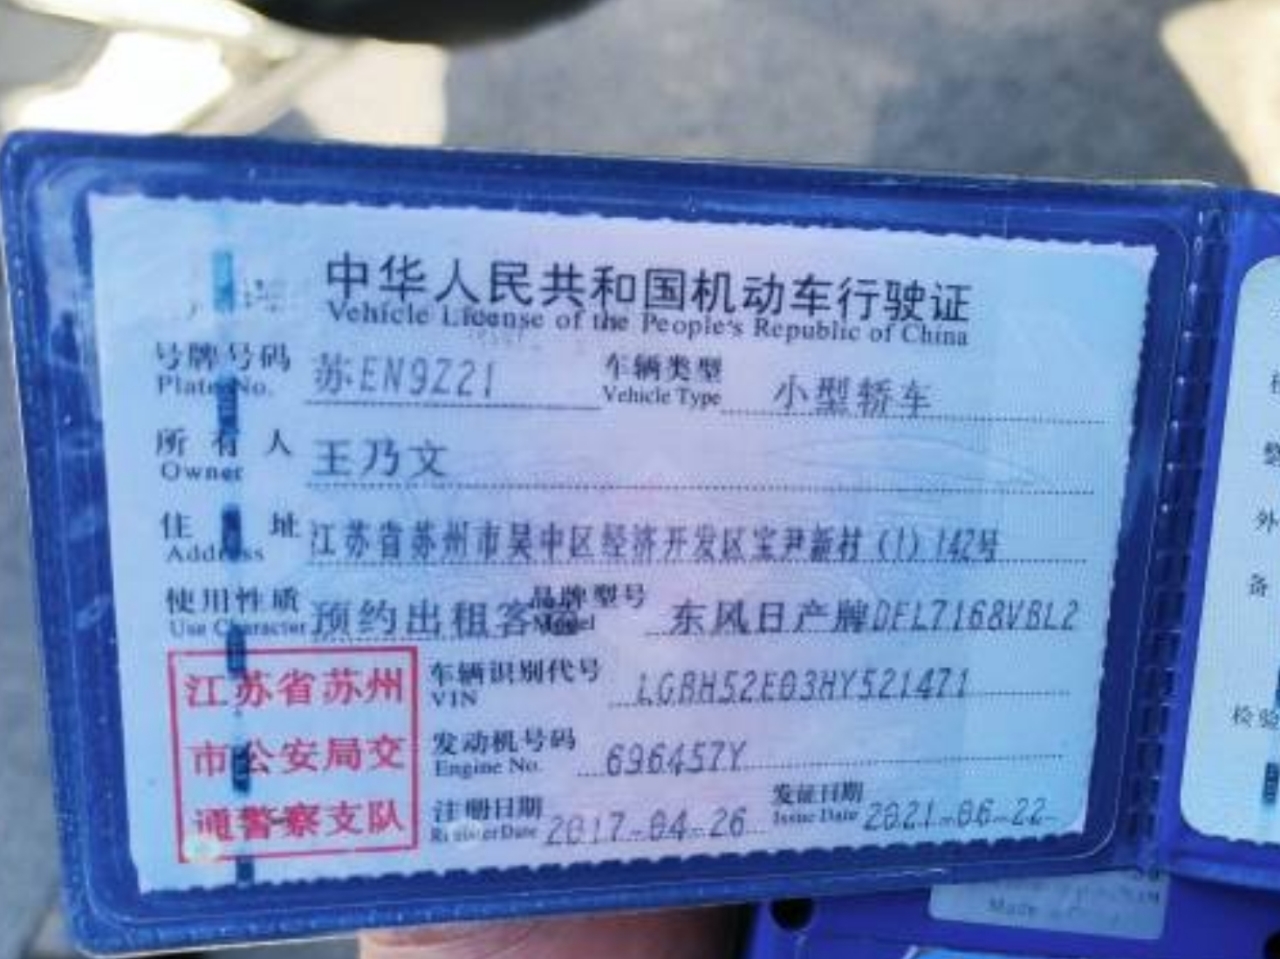 中华人民共和国机动车行驶证
Vehicle License of the People's Republic of China
号牌号码 苏EN9Z21 车辆类型 小型轿车
Plate No. Vehicle Type
所有人 王乃文
Owner
住址 江苏省苏州市吴中区经济开发区宝尹新村(1)142号
Address
使用性质 预约出租客 品牌型号 东风日产牌DFL7168VBL2
Use Character Model
江苏省苏州
市公安局交
通警察支队
车辆识别代号 LGBH52E03HY521471
VIN
发动机号码 696457Y
Engine No.
注册日期 2017-04-26 发证日期 2021-06-22
Register Date Issue Date
外
备
检验
Made